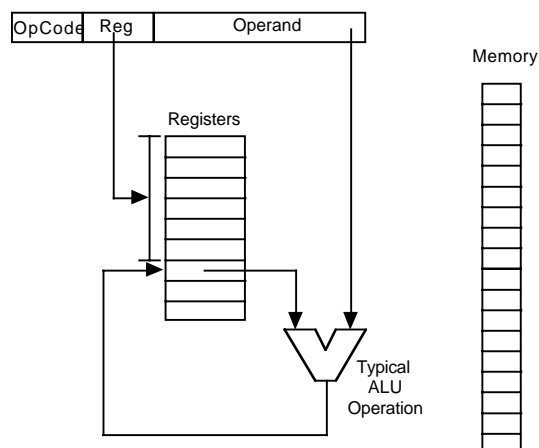 OpCode Reg Operand
Memory
Registers
Typical
ALU
Operation